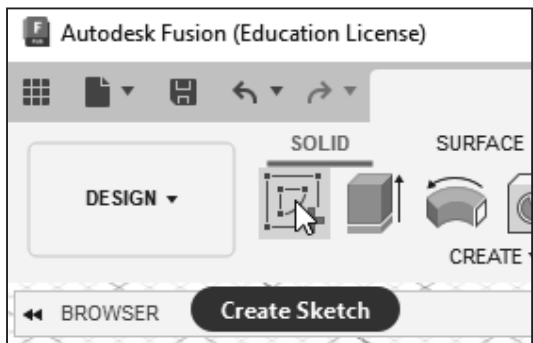 Autodesk Fusion (Education License)
SOLID
SURFACE
DESIGN
CREATE
BROWSER
Create Sketch